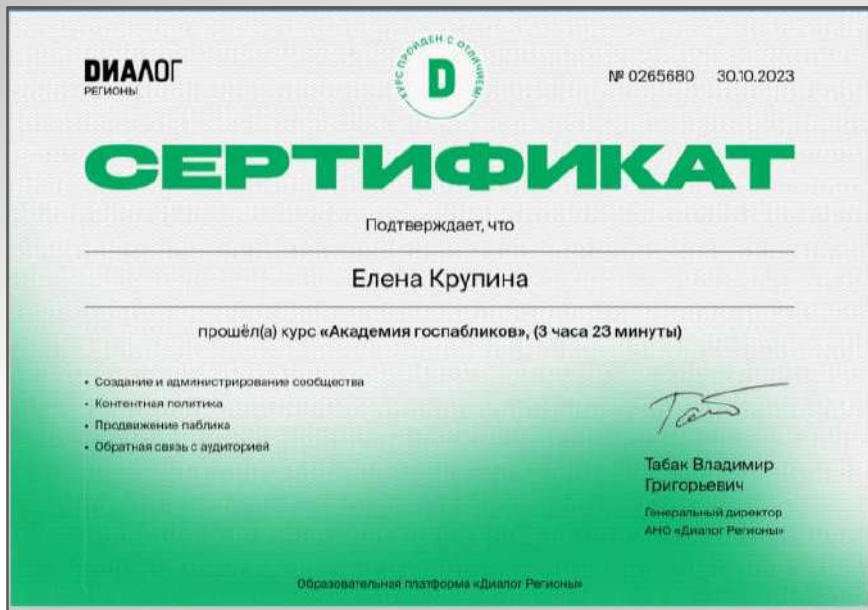 DИАЛОГ
РЕГИОНЫ
КУРС ПРОЙДЕН С ОТЛИЧИЕМ!
D
№ 0265680 30.10.2023
СЕРТИФИКАТ
Подтверждает, что
Елена Крупина
прошёл(а) курс «Академия госпабликов», (3 часа 23 минуты)
• Создание и администрирование сообщества
• Контентная политика
• Продвижение паблика
• Обратная связь с аудиторией
Табак Владимир
Григорьевич
Генеральный директор
АНО «Диалог Регионы»
Образовательная платформа «Диалог Регионы»